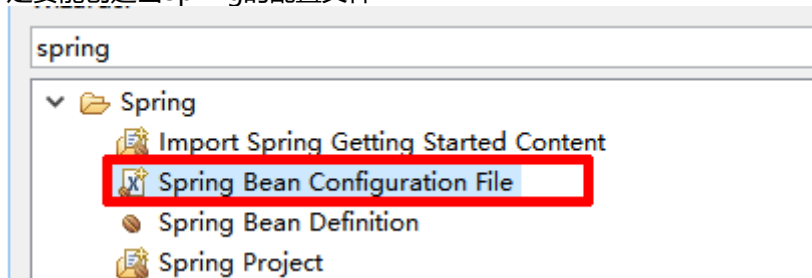 spring
Spring
Import Spring Getting Started Content
Spring Bean Configuration File
Spring Bean Definition
Spring Project